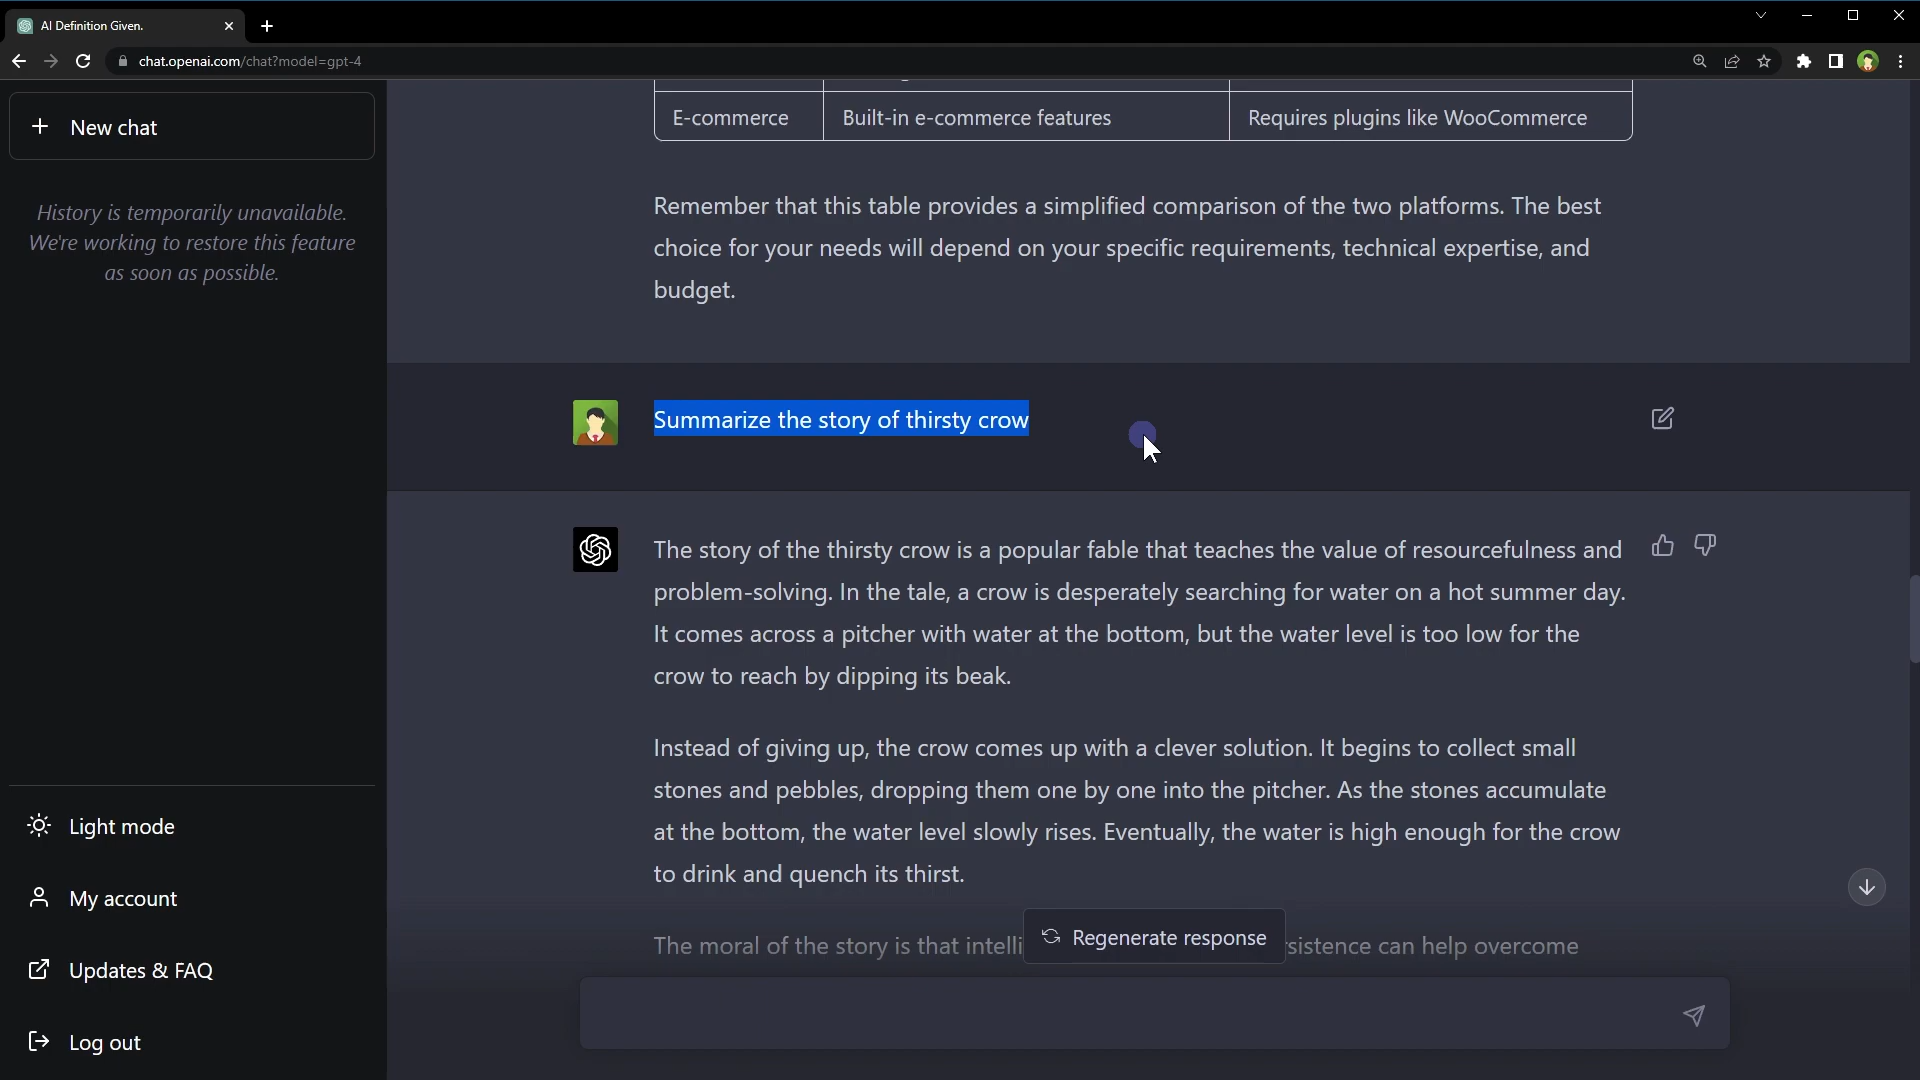 AI Definition Given.
chat.openai.com/chat?model=gpt-4
New chat
History is temporarily unavailable.
We're working to restore this feature
as soon as possible.
Light mode
My account
Updates & FAQ
Log out
E-commerce Built-in e-commerce features Requires plugins like WooCommerce
Remember that this table provides a simplified comparison of the two platforms. The best
choice for your needs will depend on your specific requirements, technical expertise, and
budget.
Summarize the story of thirsty crow
The story of the thirsty crow is a popular fable that teaches the value of resourcefulness and
problem-solving. In the tale, a crow is desperately searching for water on a hot summer day.
It comes across a pitcher with water at the bottom, but the water level is too low for the
crow to reach by dipping its beak.
Instead of giving up, the crow comes up with a clever solution. It begins to collect small
stones and pebbles, dropping them one by one into the pitcher. As the stones accumulate
at the bottom, the water level slowly rises. Eventually, the water is high enough for the crow
to drink and quench its thirst.
The moral of the story is that intelli sistence can help overcome
Regenerate response